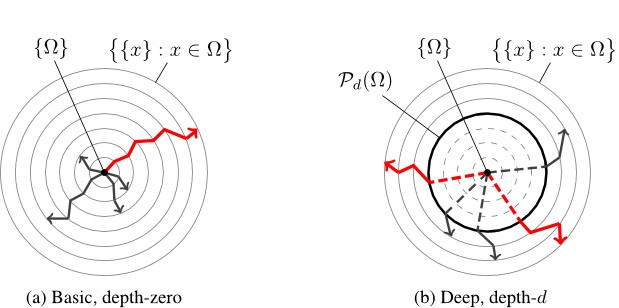 {Ω}
{{x} : x ∈ Ω}
{Ω}
{{x} : x ∈ Ω}
𝒫_d(Ω)
(a) Basic, depth-zero
(b) Deep, depth-d